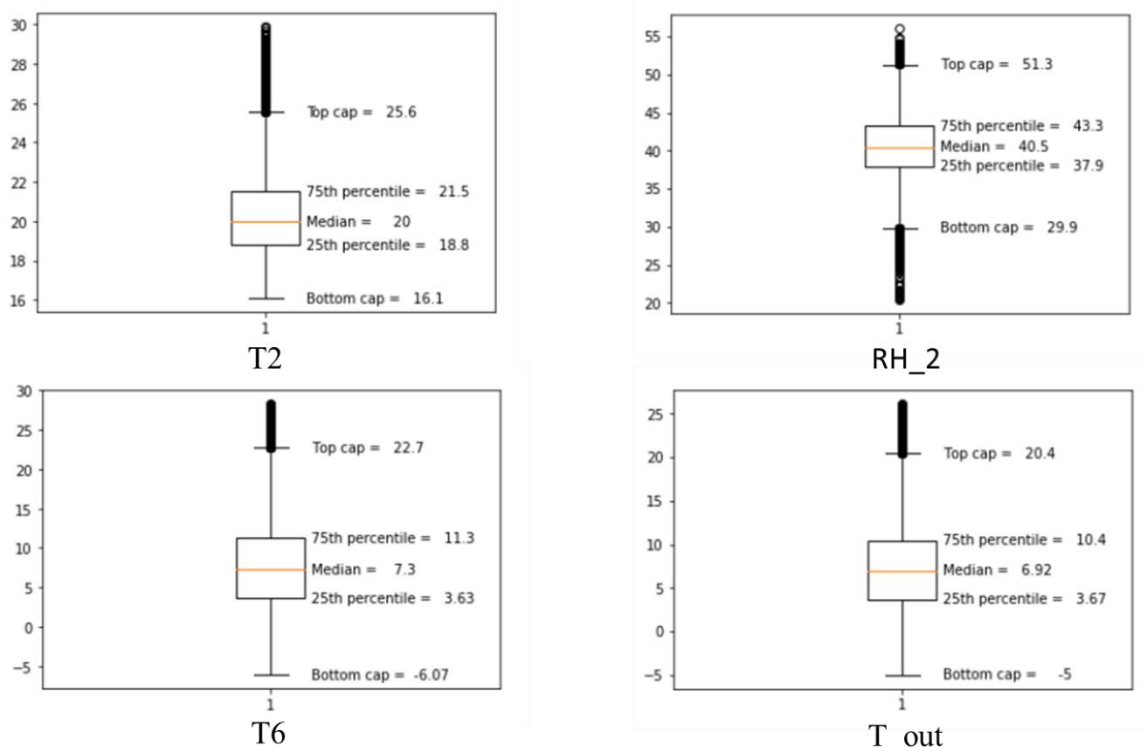 30
28
26
24
22
20
18
16
Top cap = 25.6
75th percentile = 21.5
Median = 20
25th percentile = 18.8
Bottom cap = 16.1
1
T2
55
50
45
40
35
30
25
20
Top cap = 51.3
75th percentile = 43.3
Median = 40.5
25th percentile = 37.9
Bottom cap = 29.9
1
RH_2
30
25
20
15
10
5
0
−5
Top cap = 22.7
75th percentile = 11.3
Median = 7.3
25th percentile = 3.63
Bottom cap = -6.07
1
T6
25
20
15
10
5
0
−5
Top cap = 20.4
75th percentile = 10.4
Median = 6.92
25th percentile = 3.67
Bottom cap = -5
1
T_out